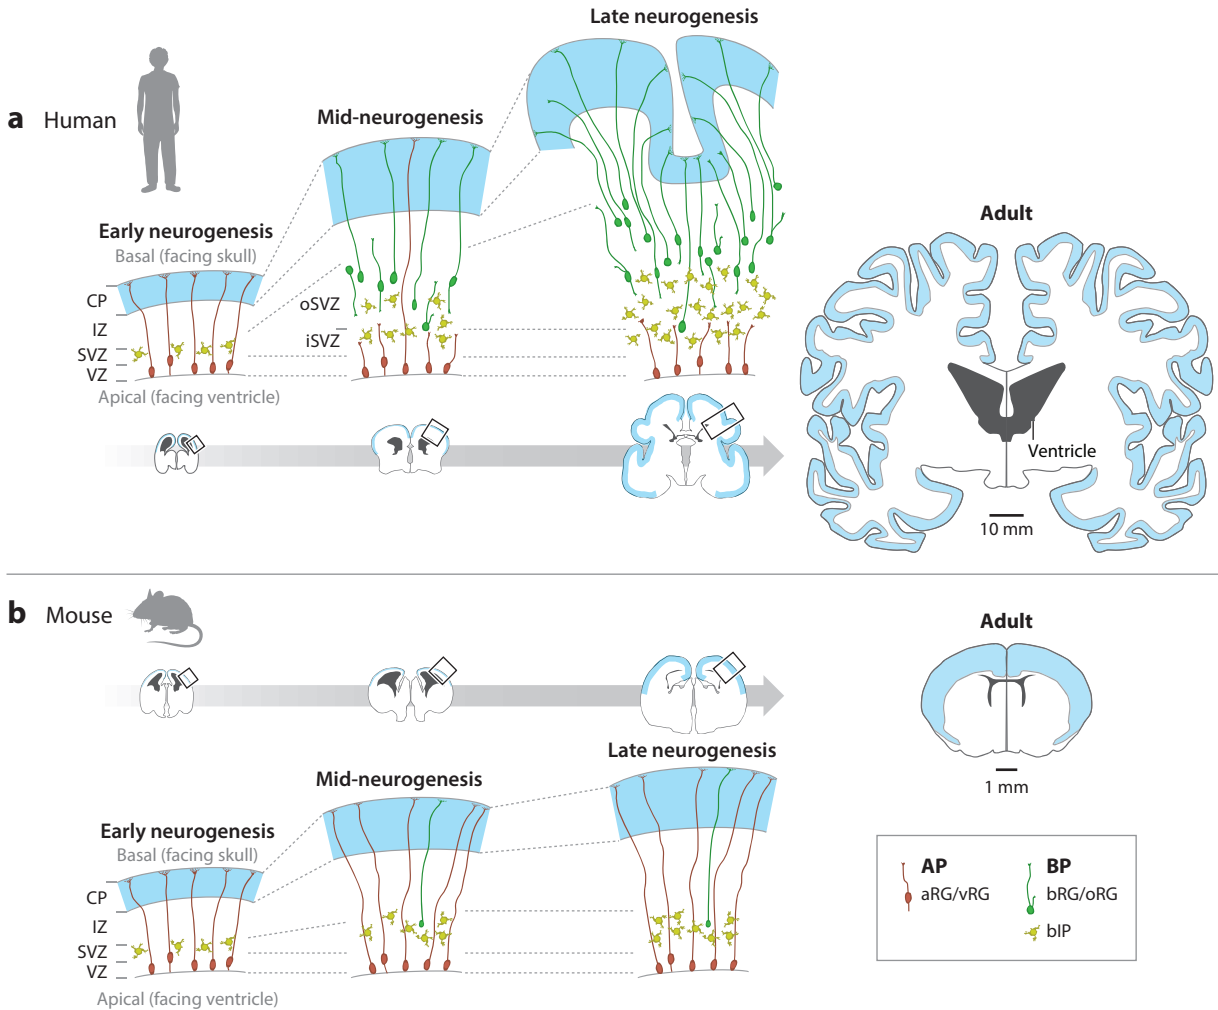 Late neurogenesis
a Human
Mid-neurogenesis
Early neurogenesis
Basal (facing skull)
CP
IZ
SVZ
VZ
Apical (facing ventricle)
oSVZ
iSVZ
Adult
Ventricle
10 mm
b Mouse
Adult
1 mm
Late neurogenesis
Mid-neurogenesis
Early neurogenesis
Basal (facing skull)
CP
IZ
SVZ
VZ
Apical (facing ventricle)
AP
aRG/vRG
BP
bRG/oRG
bIP